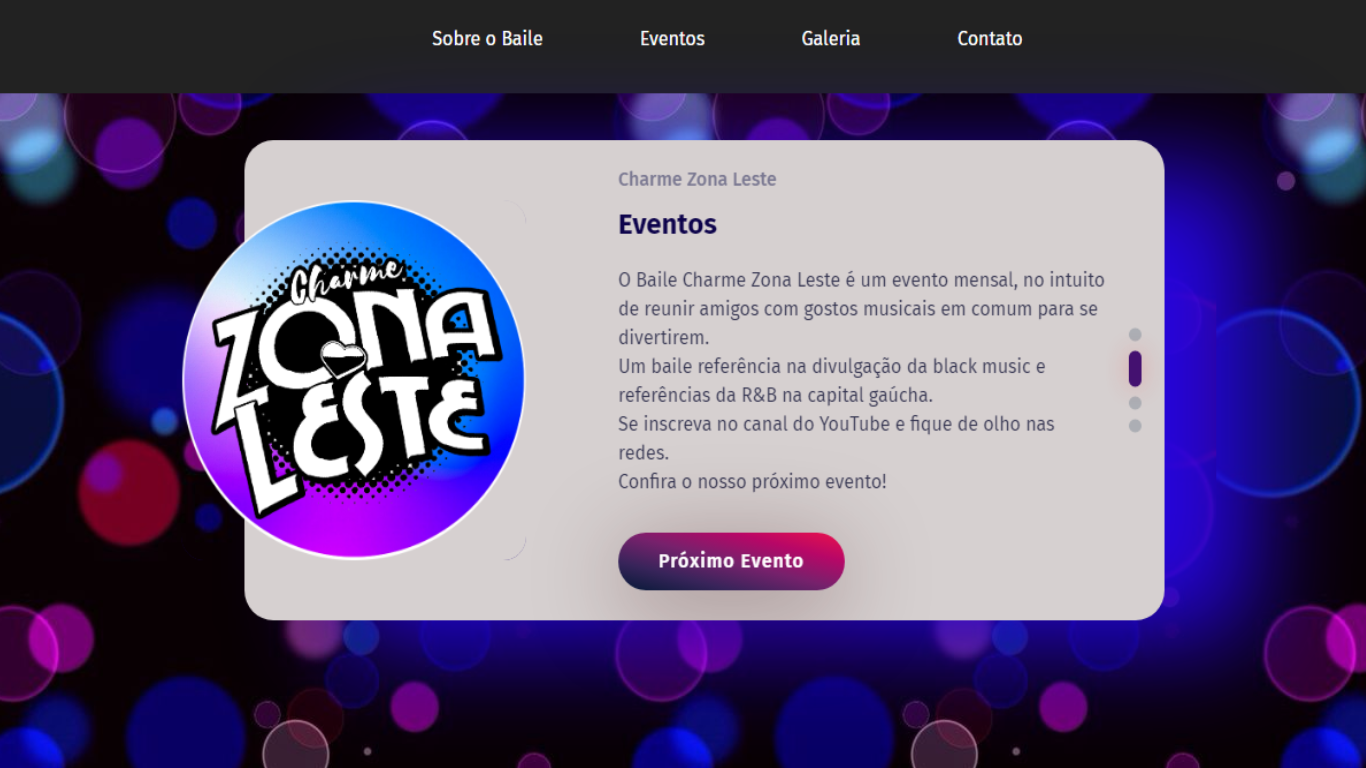 Sobre o Baile Eventos Galeria Contato
Charme Zona Leste
Eventos
Charme
ZONA
LESTE
O Baile Charme Zona Leste é um evento mensal, no intuito
de reunir amigos com gostos musicais em comum para se
divertirem.
Um baile referência na divulgação da black music e
referências da R&B na capital gaúcha.
Se inscreva no canal do YouTube e fique de olho nas
redes.
Confira o nosso próximo evento!
Próximo Evento